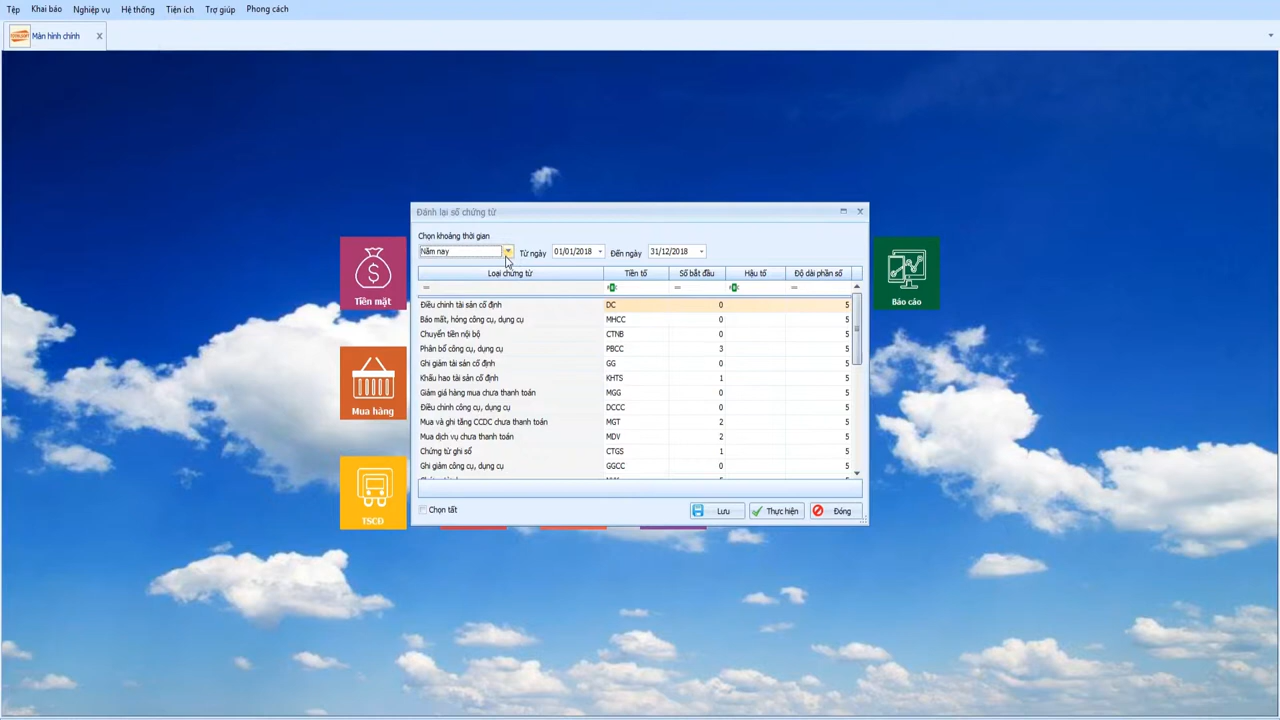 Tệp Khai báo Nghiệp vụ Hệ thống Tiện ích Trợ giúp Phong cách
Màn hình chính
Đánh lại số chứng từ
Chọn khoảng thời gian
Năm nay Từ ngày 01/01/2018 Đến ngày 31/12/2018
Loại chứng từ Tiền tố Số bắt đầu Hậu tố Độ dài phần số
Điều chỉnh tài sản cố định DC 0 5
Báo mất, hỏng công cụ, dụng cụ MHCC 0 5
Chuyển tiền nội bộ CTNB 0 5
Phân bổ công cụ, dụng cụ PBCC 3 5
Ghi giảm tài sản cố định GG 0 5
Khấu hao tài sản cố định KHTS 1 5
Giảm giá hàng mua chưa thanh toán MGG 0 5
Điều chỉnh công cụ, dụng cụ DCCC 0 5
Mua và ghi tăng CCDC chưa thanh toán MGT 2 5
Mua dịch vụ chưa thanh toán MDV 2 5
Chứng từ ghi sổ CTGS 1 5
Ghi giảm công cụ, dụng cụ GGCC 0 5
Chọn tất Lưu Thực hiện Đóng
Tiền mặt
Mua hàng
TSCĐ
Báo cáo